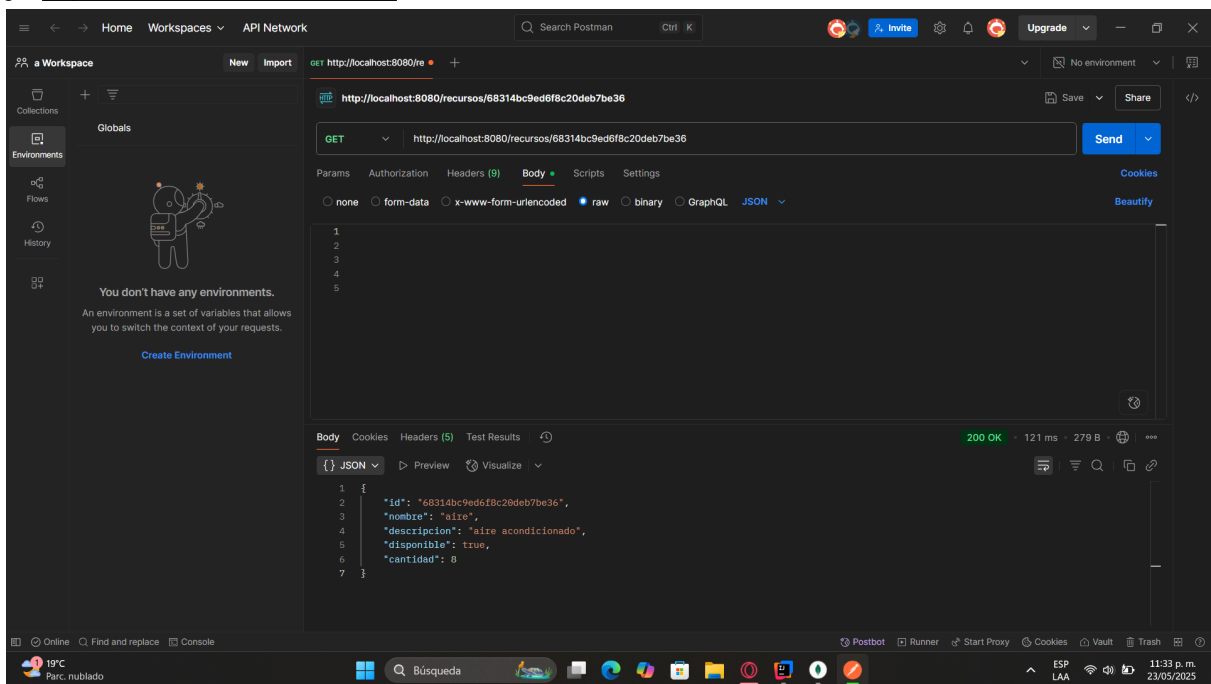 Home Workspaces API Network Search Postman Ctrl K Invite Upgrade
a Workspace New Import GET http://localhost:8080/re No environment
Collections
Environments
Flows
History
Globals
You don't have any environments.
An environment is a set of variables that allows
you to switch the context of your requests.
Create Environment
HTTP http://localhost:8080/recursos/68314bc9ed6f8c20deb7be36 Save Share
GET http://localhost:8080/recursos/68314bc9ed6f8c20deb7be36 Send
Params Authorization Headers (9) Body Scripts Settings Cookies
none form-data x-www-form-urlencoded raw binary GraphQL JSON Beautify
1
2
3
4
5
Body Cookies Headers (5) Test Results 200 OK 121 ms 279 B
{} JSON Preview Visualize
1 {
2 "id": "68314bc9ed6f8c20deb7be36",
3 "nombre": "aire",
4 "descripcion": "aire acondicionado",
5 "disponible": true,
6 "cantidad": 8
7 }
Online Find and replace Console Postbot Runner Start Proxy Cookies Vault Trash
1 19°C
Parc. nublado
Búsqueda
ESP
LAA
11:33 p. m.
23/05/2025